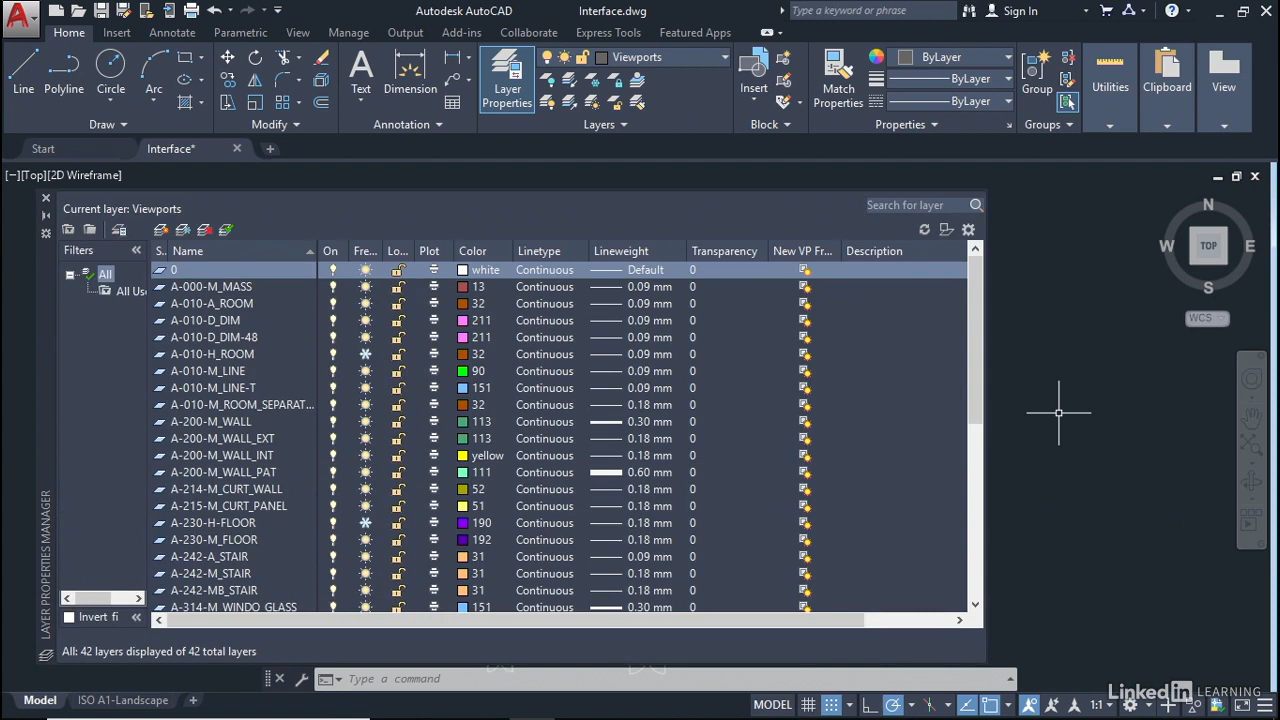 Autodesk AutoCAD Interface.dwg Type a keyword or phrase Sign In
Home Insert Annotate Parametric View Manage Output Add-ins Collaborate Express Tools Featured Apps
Viewports ByLayer
ByLayer
ByLayer
Line Polyline Circle Arc Text Dimension Layer Properties Insert Match Properties Group Utilities Clipboard View
Draw Modify Annotation Layers Block Properties Groups
Start Interface*
[−][Top][2D Wireframe]
Current layer: Viewports Search for layer
Filters S. Name On Fre... Lo... Plot Color Linetype Lineweight Transparency New VP Fr... Description
All 0 white Continuous Default 0
All Use A-000-M_MASS 13 Continuous 0.09 mm 0
A-010-A_ROOM 32 Continuous 0.09 mm 0
A-010-D_DIM 211 Continuous 0.09 mm 0
A-010-D_DIM-48 211 Continuous 0.09 mm 0
A-010-H_ROOM 32 Continuous 0.09 mm 0
A-010-M_LINE 90 Continuous 0.09 mm 0
A-010-M_LINE-T 151 Continuous 0.09 mm 0
A-010-M_ROOM_SEPARAT... 32 Continuous 0.18 mm 0
A-200-M_WALL 113 Continuous 0.30 mm 0
A-200-M_WALL_EXT 113 Continuous 0.18 mm 0
A-200-M_WALL_INT yellow Continuous 0.18 mm 0
A-200-M_WALL_PAT 111 Continuous 0.60 mm 0
A-214-M_CURT_WALL 52 Continuous 0.18 mm 0
A-215-M_CURT_PANEL 51 Continuous 0.18 mm 0
A-230-H-FLOOR 190 Continuous 0.18 mm 0
A-230-M_FLOOR 192 Continuous 0.18 mm 0
A-242-A_STAIR 31 Continuous 0.09 mm 0
A-242-M_STAIR 31 Continuous 0.18 mm 0
A-242-MB_STAIR 31 Continuous 0.18 mm 0
A-314-M_WINDO_GLASS 151 Continuous 0.30 mm 0
Invert fi
All: 42 layers displayed of 42 total layers
LAYER PROPERTIES MANAGER
N
W TOP E
S
WCS
Type a command
Model ISO A1-Landscape MODEL 1:1
LinkedIn LEARNING